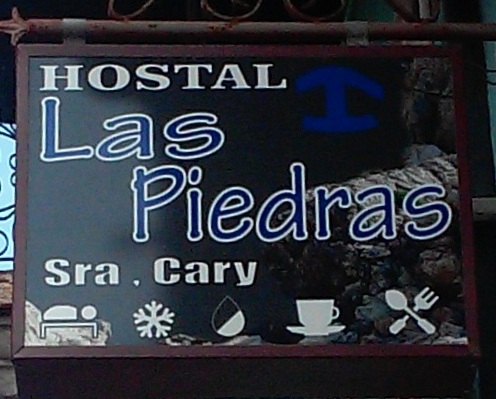 HOSTAL
Las
Piedras
Sra. Cary